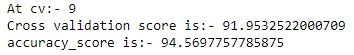 At cv:- 9
Cross validation score is:- 91.9532522000709
accuracy_score is:- 94.5697757785875